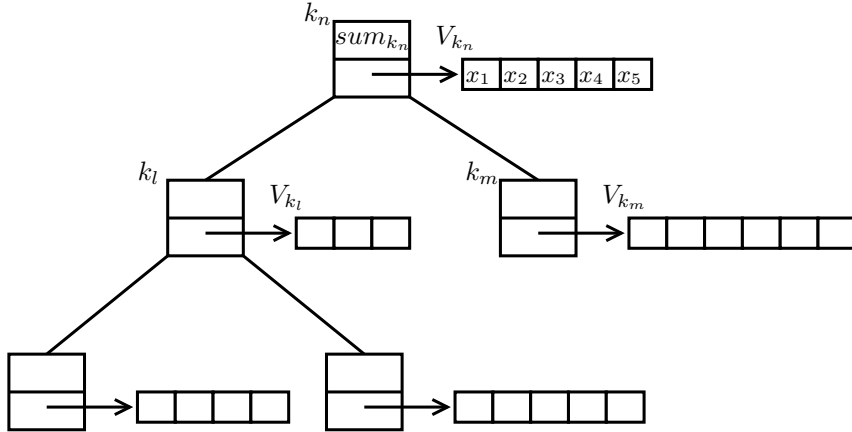 k_n
sum_{k_n}
V_{k_n}
x_1 x_2 x_3 x_4 x_5
k_l
V_{k_l}
k_m
V_{k_m}